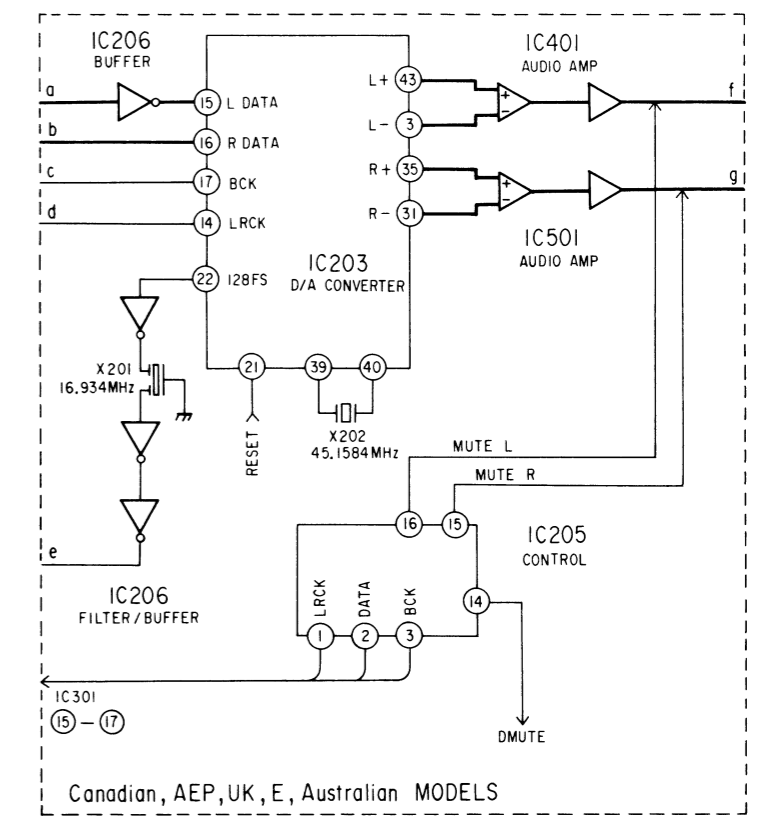 IC206
BUFFER
IC401
AUDIO AMP
a
b
c
d
15 L DATA
16 R DATA
17 BCK
14 LRCK
22 128FS
L+ 43
L- 3
R+ 35
R- 31
+
-
+
-
f
g
IC203
D/A CONVERTER
IC501
AUDIO AMP
X201
16.934MHz
21
39
40
RESET
X202
45.1584MHz
MUTE L
MUTE R
16
15
IC205
CONTROL
e
IC206
FILTER/BUFFER
LRCK
DATA
BCK
1
2
3
14
IC301
15 - 17
DMUTE
Canadian, AEP, UK, E, Australian MODELS